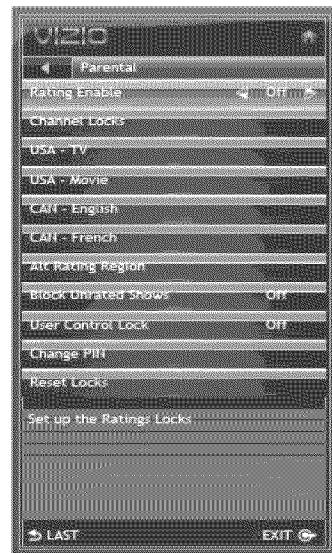 VIZIO
Parental
Rating Enable Off
Channel Locks
USA - TV
USA - Movie
CAN - English
CAN - French
Alt Rating Region
Block Unrated Shows Off
User Control Lock Off
Change PIN
Reset Locks
Set up the Ratings Locks
LAST EXIT